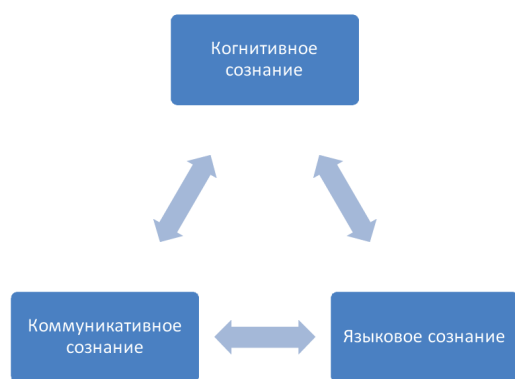 Когнитивное
сознание
Коммуникативное
сознание
Языковое сознание